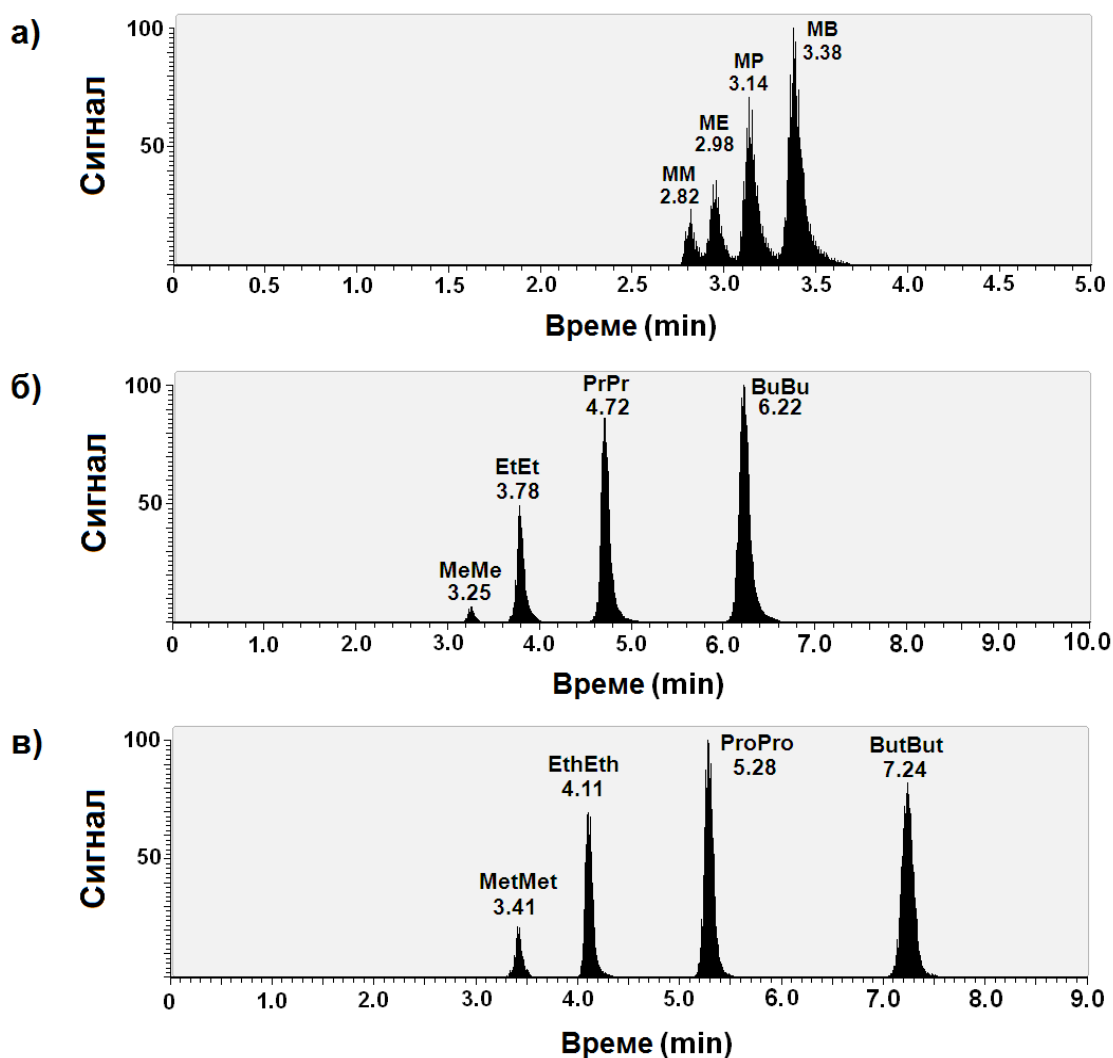 а)
Сигнал
100
50
MM
2.82
ME
2.98
MP
3.14
MB
3.38
0 0.5 1.0 1.5 2.0 2.5 3.0 3.5 4.0 4.5 5.0
Време (min)
б)
Сигнал
100
50
MeMe
3.25
EtEt
3.78
PrPr
4.72
BuBu
6.22
0 1.0 2.0 3.0 4.0 5.0 6.0 7.0 8.0 9.0 10.0
Време (min)
в)
Сигнал
100
50
MetMet
3.41
EthEth
4.11
ProPro
5.28
ButBut
7.24
0 1.0 2.0 3.0 4.0 5.0 6.0 7.0 8.0 9.0
Време (min)